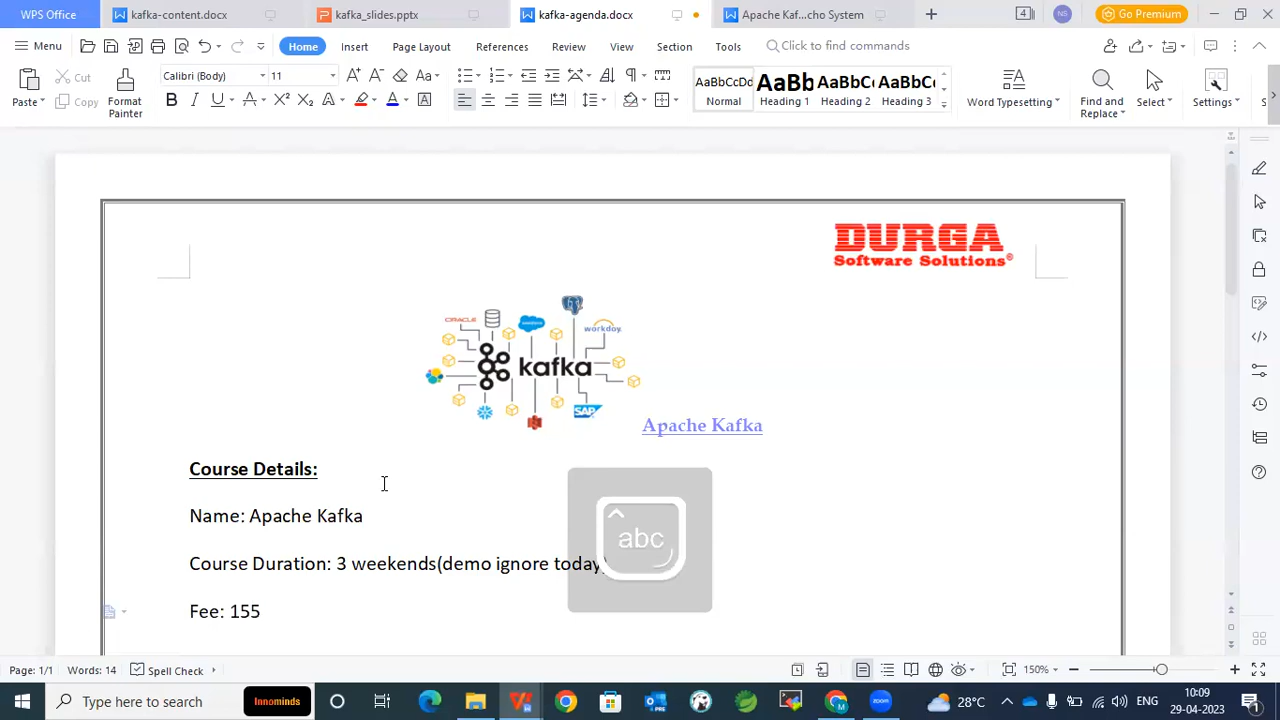 WPS Office
kafka-content.docx
kafka_slides.pptx
kafka-agenda.docx
Apache Kaf...cho System
4
NS
Go Premium
Menu
Home
Insert
Page Layout
References
Review
View
Section
Tools
Click to find commands
Paste
Cut
Copy
Format
Painter
Calibri (Body)
11
AaBbCcDd
Normal
AaBb
Heading 1
AaBbC
Heading 2
AaBbC
Heading 3
Word Typesetting
Find and
Replace
Select
Settings
DURGA
Software Solutions®
ORACLE
workday.
kafka
SAP
Apache Kafka
Course Details:
Name: Apache Kafka
abc
Course Duration: 3 weekends(demo ignore today)
Fee: 155
Page: 1/1
Words: 14
Spell Check
150%
Type here to search
Innominds
28°C
ENG
10:09
29-04-2023
1